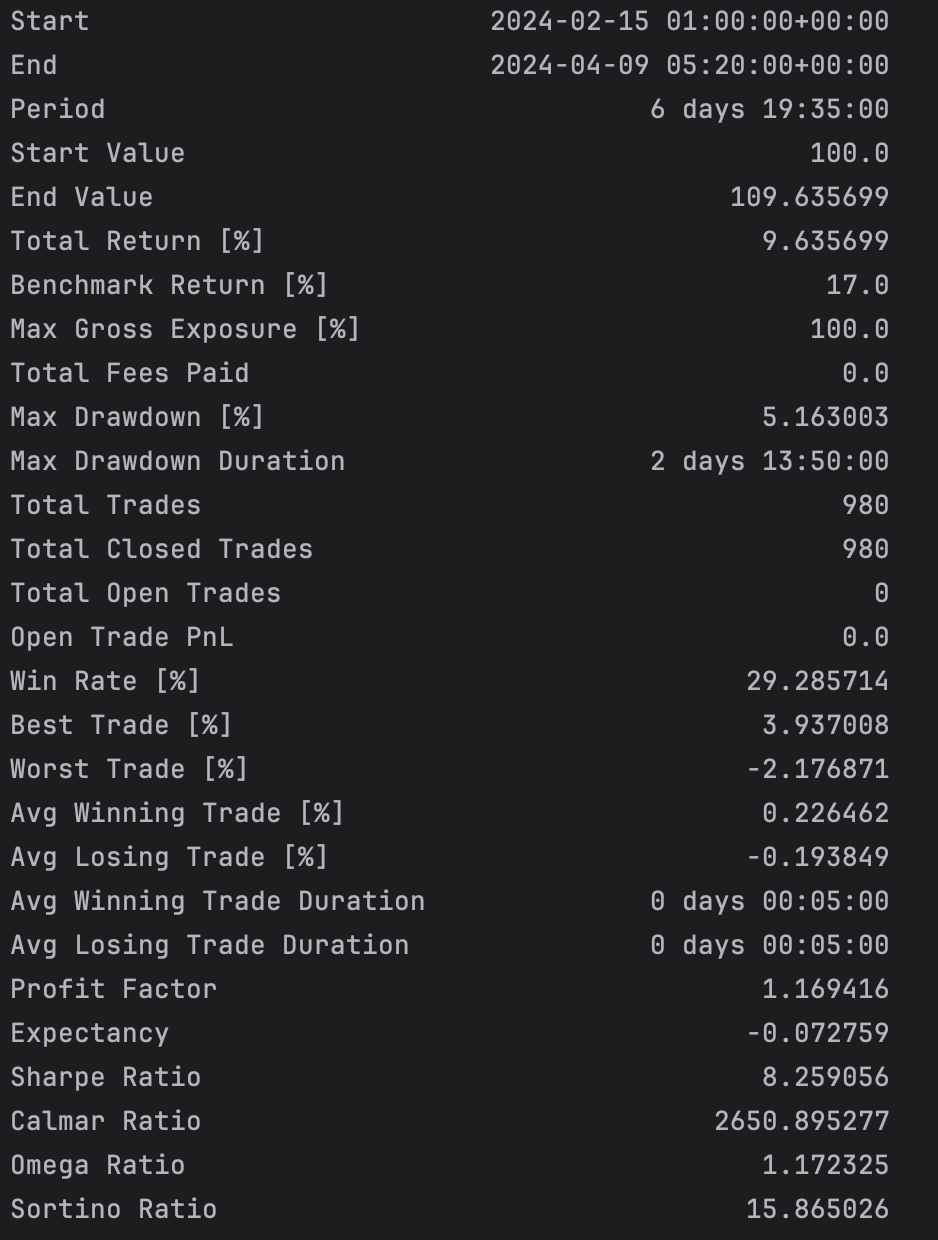 Start 2024-02-15 01:00:00+00:00
End 2024-04-09 05:20:00+00:00
Period 6 days 19:35:00
Start Value 100.0
End Value 109.635699
Total Return [%] 9.635699
Benchmark Return [%] 17.0
Max Gross Exposure [%] 100.0
Total Fees Paid 0.0
Max Drawdown [%] 5.163003
Max Drawdown Duration 2 days 13:50:00
Total Trades 980
Total Closed Trades 980
Total Open Trades 0
Open Trade PnL 0.0
Win Rate [%] 29.285714
Best Trade [%] 3.937008
Worst Trade [%] -2.176871
Avg Winning Trade [%] 0.226462
Avg Losing Trade [%] -0.193849
Avg Winning Trade Duration 0 days 00:05:00
Avg Losing Trade Duration 0 days 00:05:00
Profit Factor 1.169416
Expectancy -0.072759
Sharpe Ratio 8.259056
Calmar Ratio 2650.895277
Omega Ratio 1.172325
Sortino Ratio 15.865026